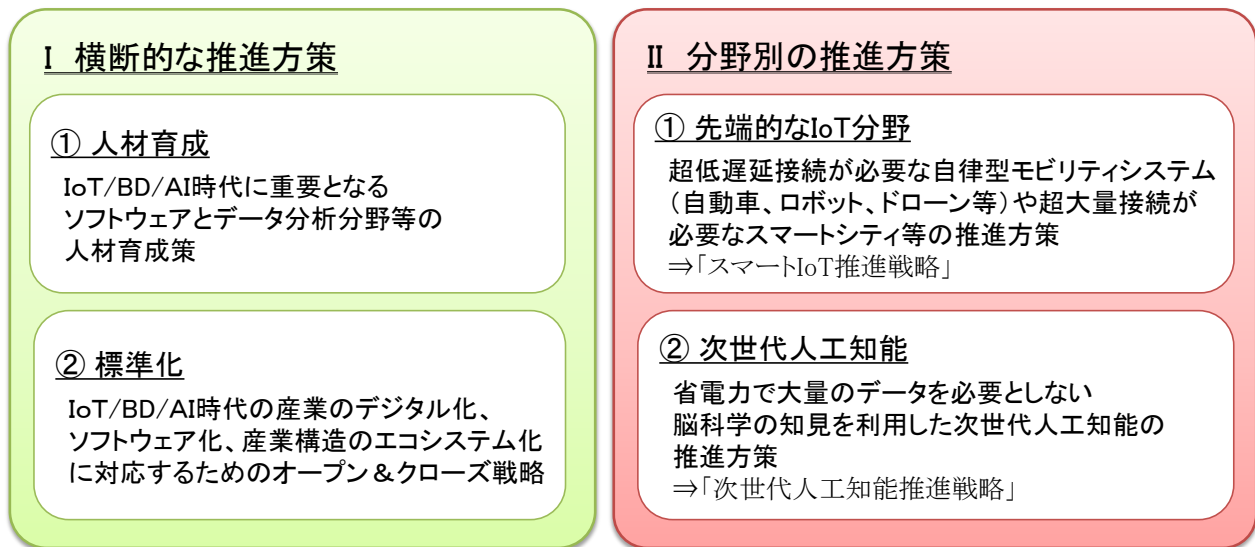 I 横断的な推進方策
① 人材育成
IoT/BD/AI時代に重要となる
ソフトウェアとデータ分析分野等の
人材育成策
② 標準化
IoT/BD/AI時代の産業のデジタル化、
ソフトウェア化、産業構造のエコシステム化
に対応するためのオープン&クローズ戦略
II 分野別の推進方策
① 先端的なIoT分野
超低遅延接続が必要な自律型モビリティシステム
(自動車、ロボット、ドローン等)や超大量接続が
必要なスマートシティ等の推進方策
⇒「スマートIoT推進戦略」
② 次世代人工知能
省電力で大量のデータを必要としない
脳科学の知見を利用した次世代人工知能の
推進方策
⇒「次世代人工知能推進戦略」